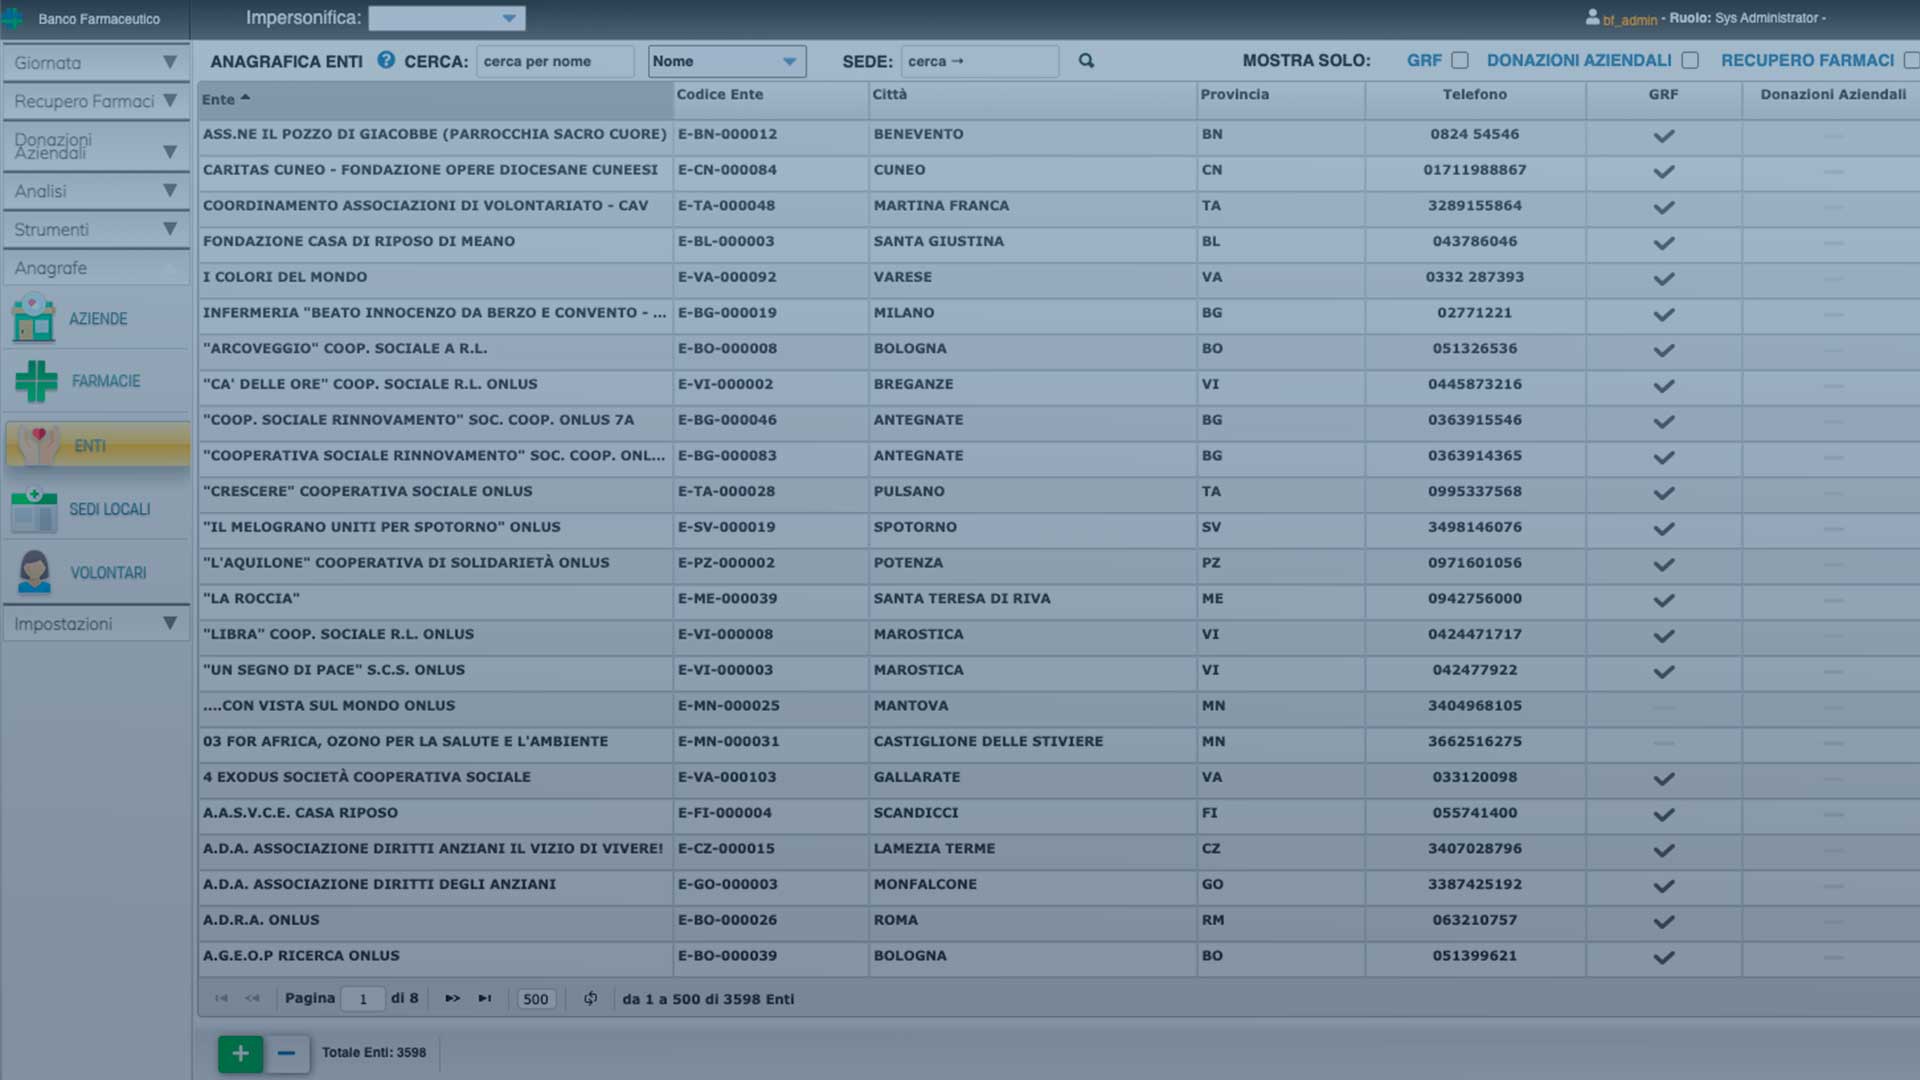 Banco Farmaceutico
Impersonifica:
bf_admin - Ruolo: Sys Administrator -
Giornata
Recupero Farmaci
Donazioni
Aziendali
Analisi
Strumenti
Anagrafe
AZIENDE
FARMACIE
ENTI
SEDI LOCALI
VOLONTARI
Impostazioni
ANAGRAFICA ENTI ? CERCA: cerca per nome Nome SEDE: cerca → MOSTRA SOLO: GRF DONAZIONI AZIENDALI RECUPERO FARMACI
Ente Codice Ente Città Provincia Telefono GRF Donazioni Aziendali
ASS.NE IL POZZO DI GIACOBBE (PARROCCHIA SACRO CUORE) E-BN-000012 BENEVENTO BN 0824 54546
CARITAS CUNEO - FONDAZIONE OPERE DIOCESANE CUNEESI E-CN-000084 CUNEO CN 01711988867
COORDINAMENTO ASSOCIAZIONI DI VOLONTARIATO - CAV E-TA-000048 MARTINA FRANCA TA 3289155864
FONDAZIONE CASA DI RIPOSO DI MEANO E-BL-000003 SANTA GIUSTINA BL 043786046
I COLORI DEL MONDO E-VA-000092 VARESE VA 0332 287393
INFERMERIA "BEATO INNOCENZO DA BERZO E CONVENTO - ... E-BG-000019 MILANO BG 02771221
"ARCOVEGGIO" COOP. SOCIALE A R.L. E-BO-000008 BOLOGNA BO 051326536
"CA' DELLE ORE" COOP. SOCIALE R.L. ONLUS E-VI-000002 BREGANZE VI 0445873216
"COOP. SOCIALE RINNOVAMENTO" SOC. COOP. ONLUS 7A E-BG-000046 ANTEGNATE BG 0363915546
"COOPERATIVA SOCIALE RINNOVAMENTO" SOC. COOP. ONL... E-BG-000083 ANTEGNATE BG 0363914365
"CRESCERE" COOPERATIVA SOCIALE ONLUS E-TA-000028 PULSANO TA 0995337568
"IL MELOGRANO UNITI PER SPOTORNO" ONLUS E-SV-000019 SPOTORNO SV 3498146076
"L'AQUILONE" COOPERATIVA DI SOLIDARIETÀ ONLUS E-PZ-000002 POTENZA PZ 0971601056
"LA ROCCIA" E-ME-000039 SANTA TERESA DI RIVA ME 0942756000
"LIBRA" COOP. SOCIALE R.L. ONLUS E-VI-000008 MAROSTICA VI 0424471717
"UN SEGNO DI PACE" S.C.S. ONLUS E-VI-000003 MAROSTICA VI 042477922
....CON VISTA SUL MONDO ONLUS E-MN-000025 MANTOVA MN 3404968105
03 FOR AFRICA, OZONO PER LA SALUTE E L'AMBIENTE E-MN-000031 CASTIGLIONE DELLE STIVIERE MN 3662516275
4 EXODUS SOCIETÀ COOPERATIVA SOCIALE E-VA-000103 GALLARATE VA 033120098
A.A.S.V.C.E. CASA RIPOSO E-FI-000004 SCANDICCI FI 055741400
A.D.A. ASSOCIAZIONE DIRITTI ANZIANI IL VIZIO DI VIVERE! E-CZ-000015 LAMEZIA TERME CZ 3407028796
A.D.A. ASSOCIAZIONE DIRITTI DEGLI ANZIANI E-GO-000003 MONFALCONE GO 3387425192
A.D.R.A. ONLUS E-BO-000026 ROMA RM 063210757
A.G.E.O.P RICERCA ONLUS E-BO-000039 BOLOGNA BO 051399621
Pagina 1 di 8 500 da 1 a 500 di 3598 Enti
Totale Enti: 3598